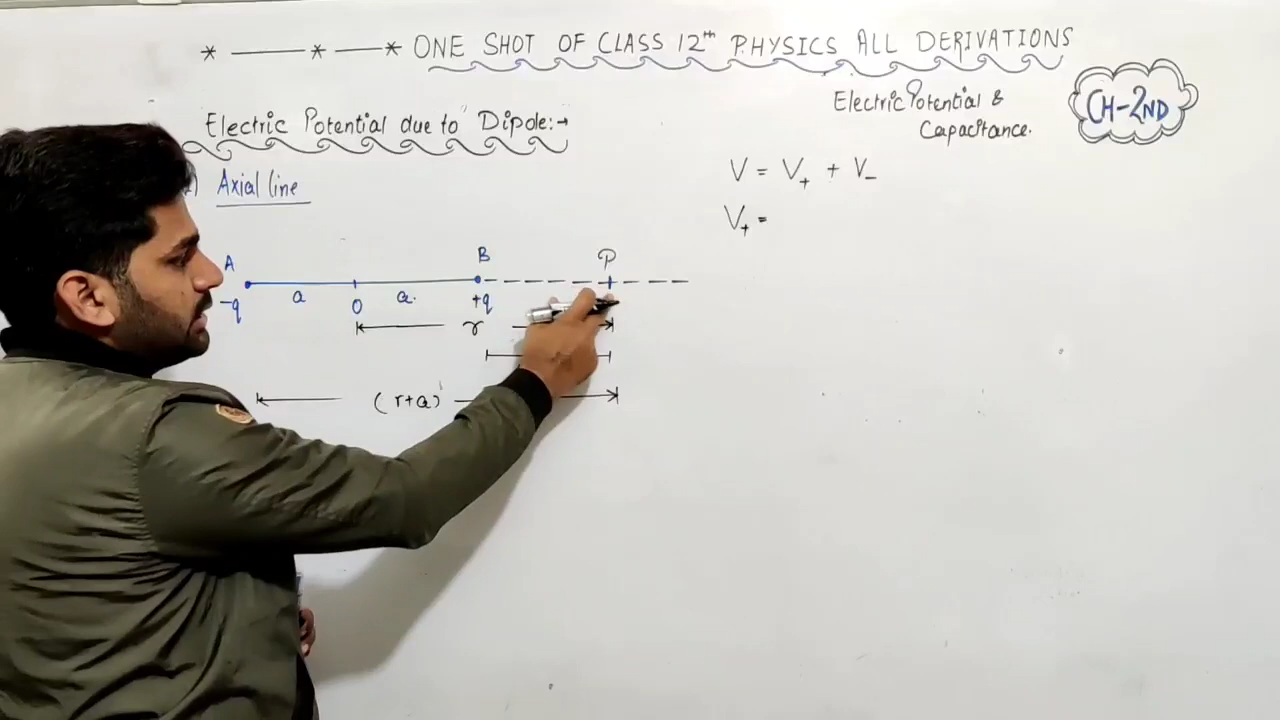 * —— * — * ONE SHOT OF CLASS 12th PHYSICS ALL DERIVATIONS
Electric Potential & Capacitance.
CH-2ND
Electric Potential due to Dipole:→
) Axial line
V = V₊ + V₋
V₊ =
A B P
a O a.
-q +q
r
(r+a)